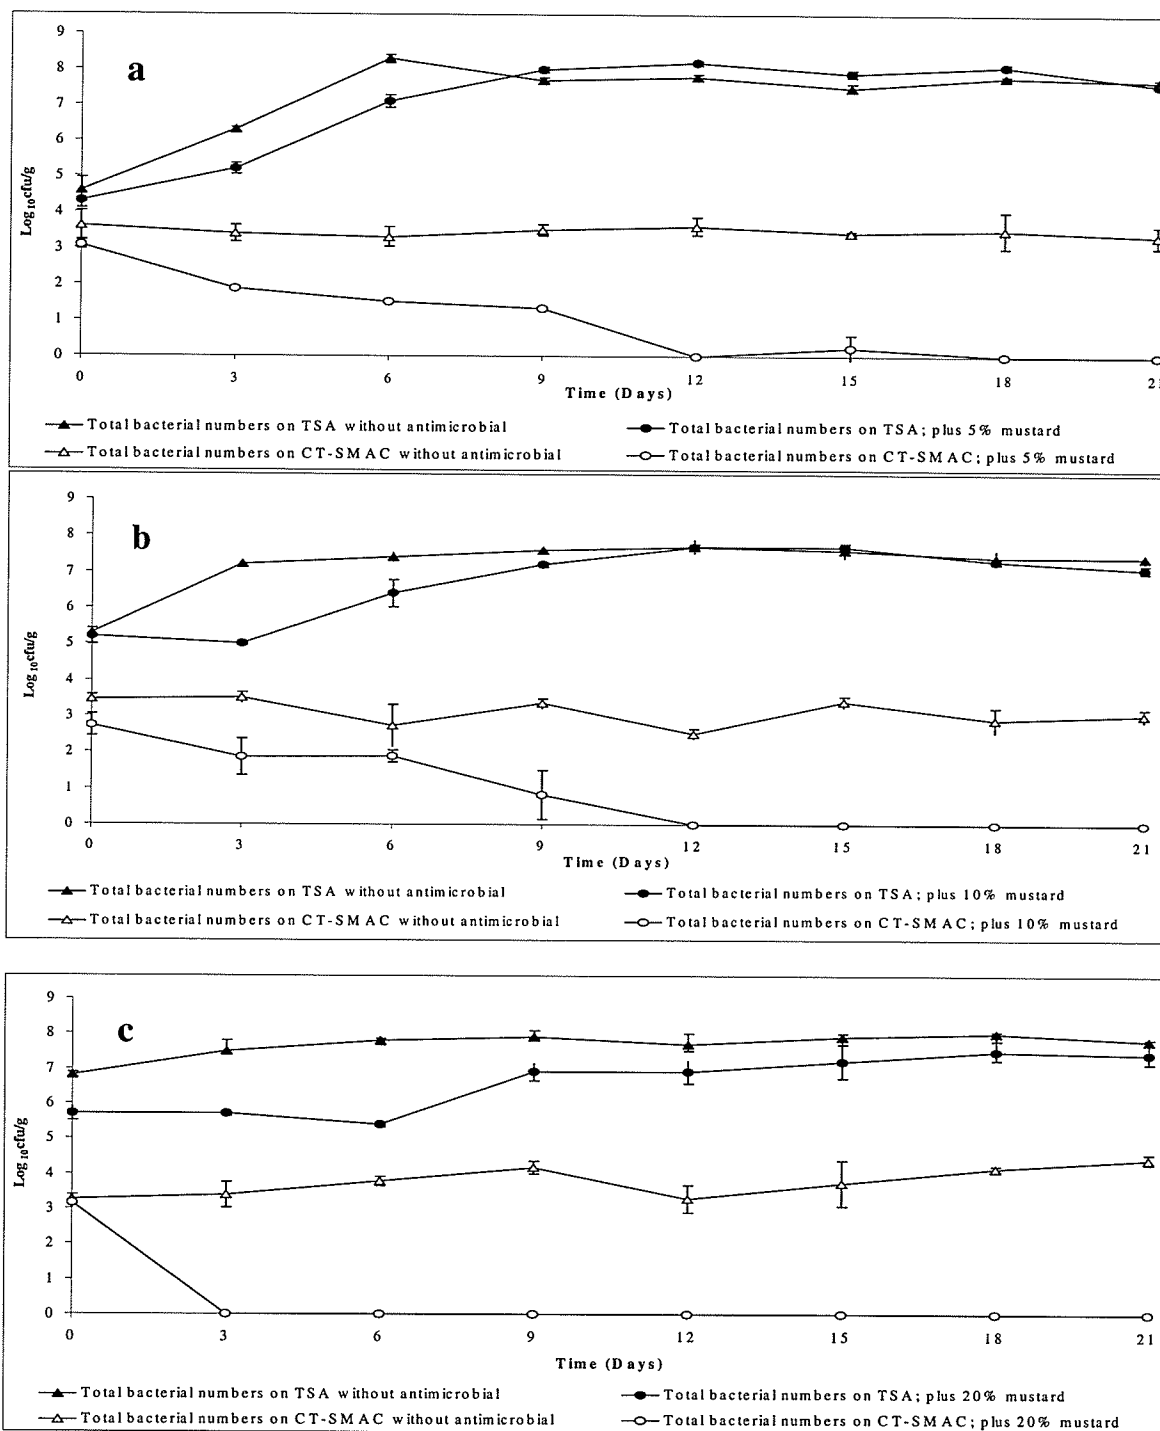 a
9
8
7
6
5
4
3
2
1
0
Log10cfu/g
0 3 6 9 12 15 18 21
Time (Days)
Total bacterial numbers on TSA without antimicrobial Total bacterial numbers on TSA; plus 5% mustard
Total bacterial numbers on CT-SMAC without antimicrobial Total bacterial numbers on CT-SMAC; plus 5% mustard
b
9
8
7
6
5
4
3
2
1
0
Log10cfu/g
0 3 6 9 12 15 18 21
Time (Days)
Total bacterial numbers on TSA without antimicrobial Total bacterial numbers on TSA; plus 10% mustard
Total bacterial numbers on CT-SMAC without antimicrobial Total bacterial numbers on CT-SMAC; plus 10% mustard
c
9
8
7
6
5
4
3
2
1
0
Log10cfu/g
0 3 6 9 12 15 18 21
Time (Days)
Total bacterial numbers on TSA without antimicrobial Total bacterial numbers on TSA; plus 20% mustard
Total bacterial numbers on CT-SMAC without antimicrobial Total bacterial numbers on CT-SMAC; plus 20% mustard